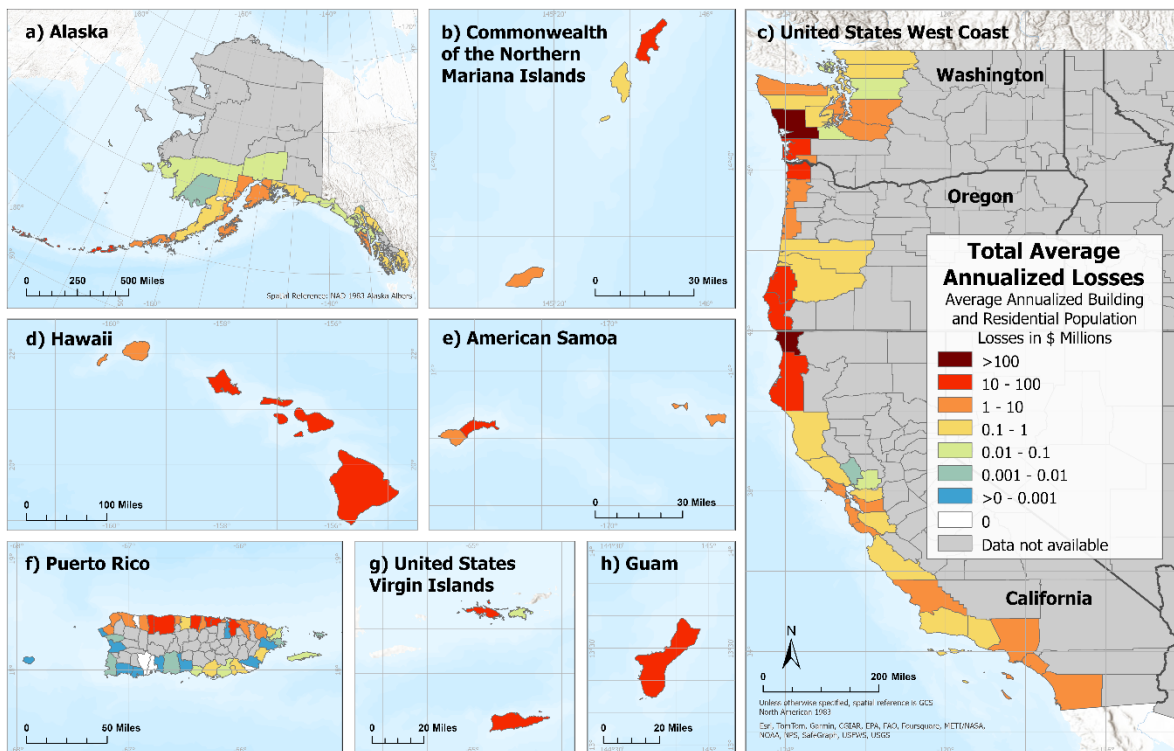 a) Alaska
0 250 500 Miles
Spatial Reference: NAD 1983 Alaska Albers
b) Commonwealth
of the Northern
Mariana Islands
0 30 Miles
c) United States West Coast
Washington
Oregon
California
Total Average
Annualized Losses
Average Annualized Building
and Residential Population
Losses in $ Millions
>100
10 - 100
1 - 10
0.1 - 1
0.01 - 0.1
0.001 - 0.01
>0 - 0.001
0
Data not available
N
0 200 Miles
Unless otherwise specified, spatial reference is GCS
North American 1983
Esri, TomTom, Garmin, CGIAR, EPA, FAO, Foursquare, METI/NASA,
NOAA, NPS, SafeGraph, USFWS, USGS
d) Hawaii
0 100 Miles
e) American Samoa
0 30 Miles
f) Puerto Rico
0 50 Miles
g) United States
Virgin Islands
0 20 Miles
h) Guam
0 20 Miles